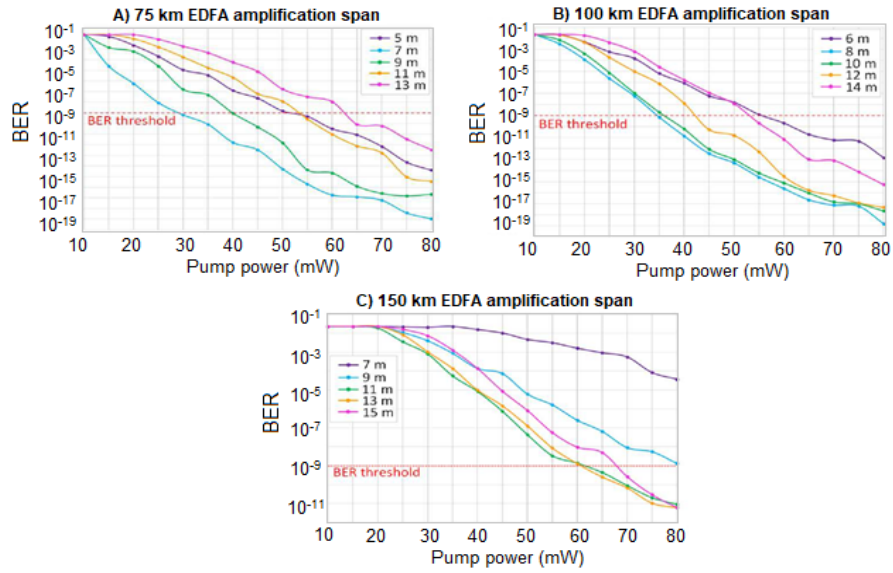 A) 75 km EDFA amplification span
BER
10⁻¹
10⁻³
10⁻⁵
10⁻⁷
10⁻⁹
10⁻¹¹
10⁻¹³
10⁻¹⁵
10⁻¹⁷
10⁻¹⁹
5 m
7 m
9 m
11 m
13 m
BER threshold
10 20 30 40 50 60 70 80
Pump power (mW)
B) 100 km EDFA amplification span
BER
10⁻¹
10⁻³
10⁻⁵
10⁻⁷
10⁻⁹
10⁻¹¹
10⁻¹³
10⁻¹⁵
10⁻¹⁷
10⁻¹⁹
6 m
8 m
10 m
12 m
14 m
BER threshold
10 20 30 40 50 60 70 80
Pump power (mW)
C) 150 km EDFA amplification span
BER
10⁻¹
10⁻³
10⁻⁵
10⁻⁷
10⁻⁹
10⁻¹¹
7 m
9 m
11 m
13 m
15 m
BER threshold
10 20 30 40 50 60 70 80
Pump power (mW)